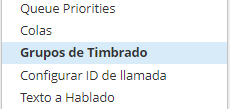 Queue Priorities
Colas
Grupos de Timbrado
Configurar ID de llamada
Texto a Hablado